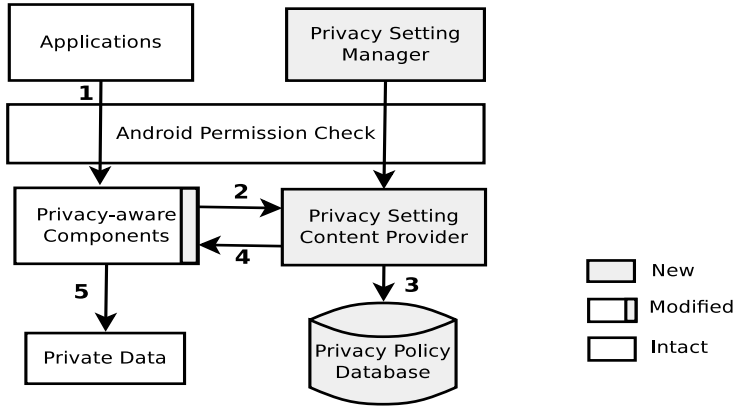 Applications
Privacy Setting
Manager
1
Android Permission Check
Privacy-aware
Components
2
4
Privacy Setting
Content Provider
5
3
Private Data
Privacy Policy
Database
New
Modified
Intact